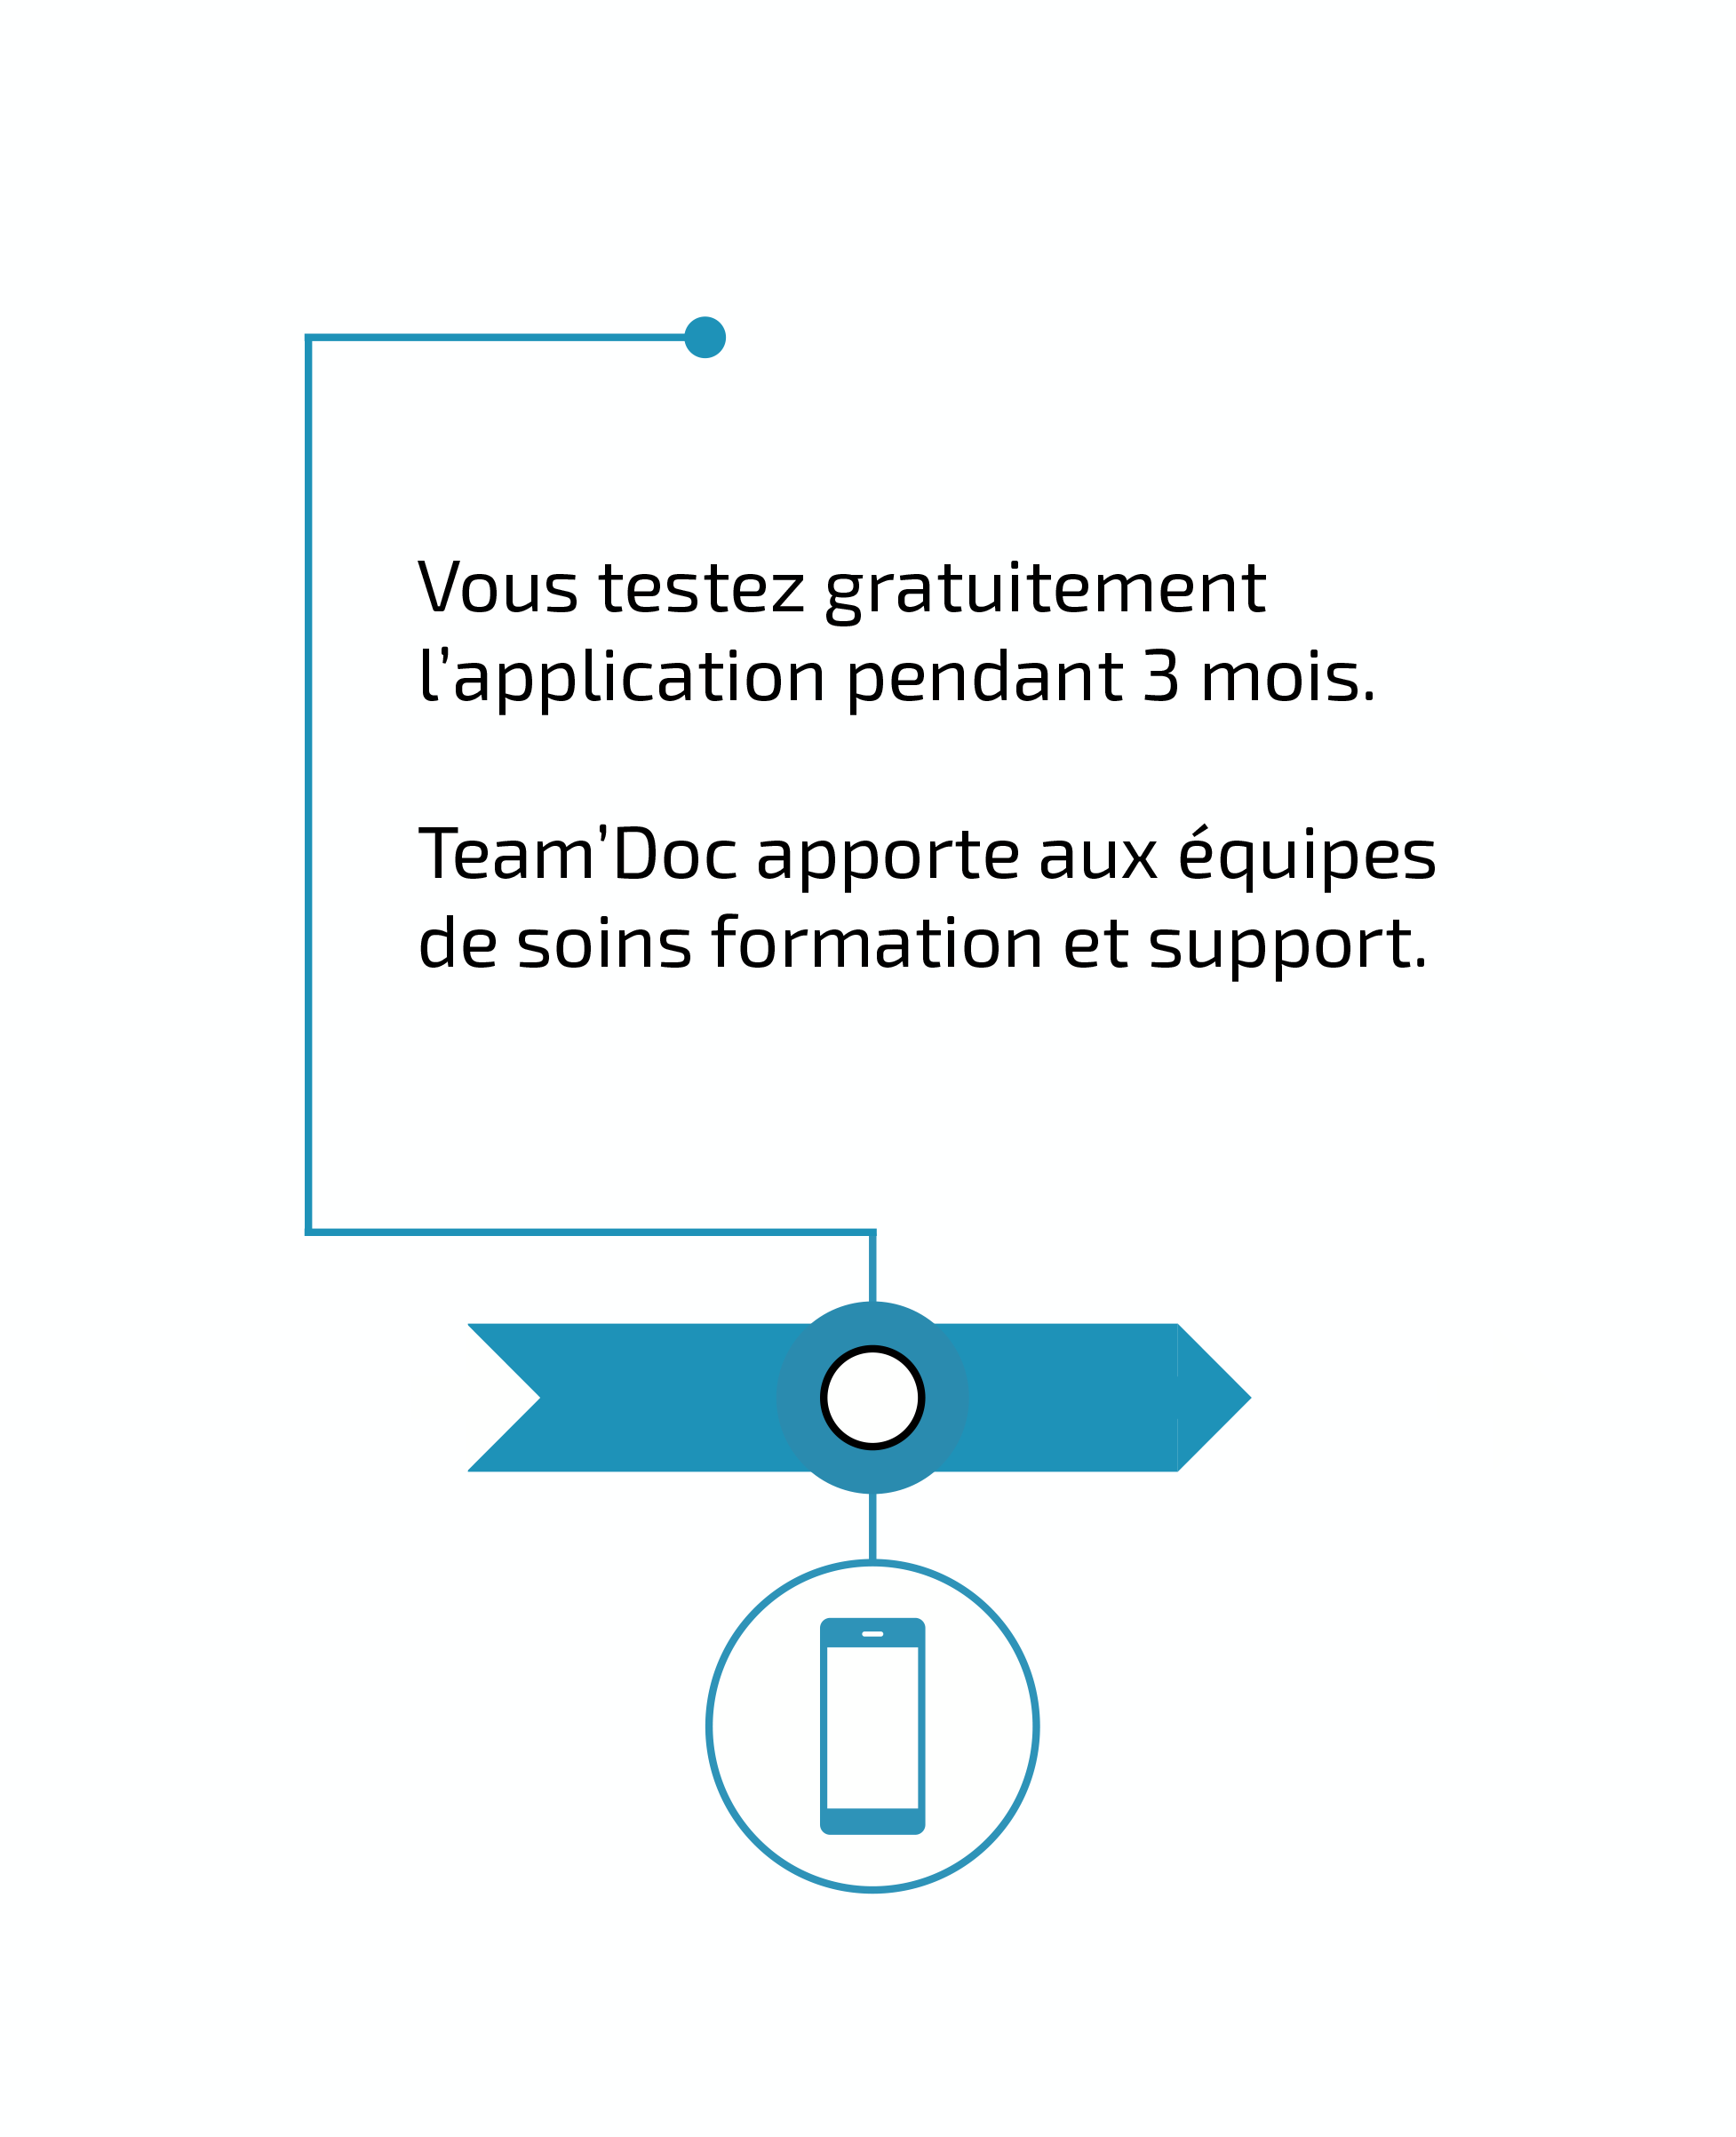 Vous testez gratuitement
l’application pendant 3 mois.
Team’Doc apporte aux équipes
de soins formation et support.